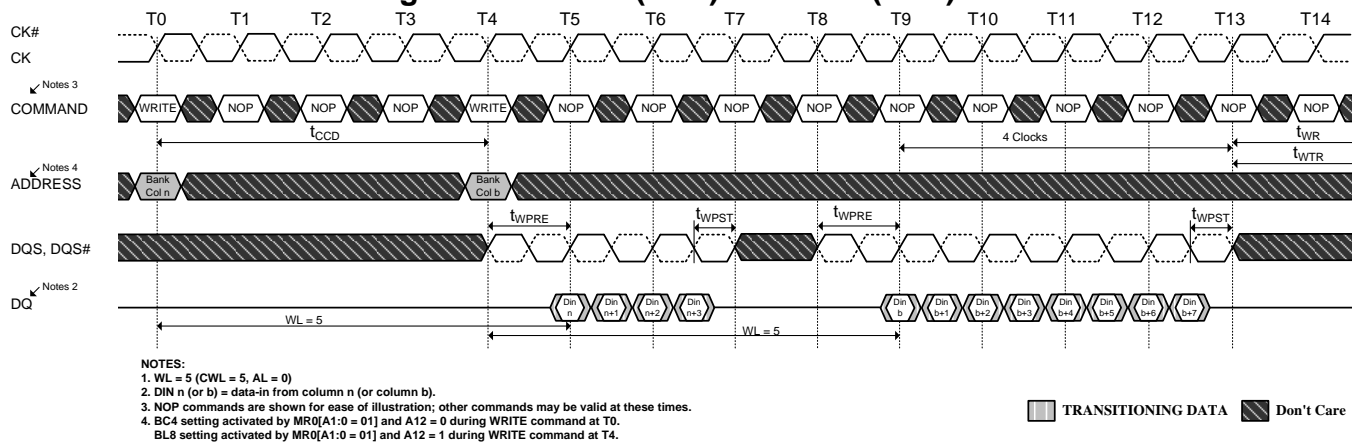 T0 T1 T2 T3 T4 T5 T6 T7 T8 T9 T10 T11 T12 T13 T14
CK#
CK
Notes 3
COMMAND
WRITE NOP NOP NOP WRITE NOP NOP NOP NOP NOP NOP NOP NOP NOP NOP
tCCD
4 Clocks
tWR
tWTR
Notes 4
ADDRESS
Bank Col n
Bank Col b
tWPRE tWPST tWPRE tWPST
DQS, DQS#
Notes 2
DQ
Din n Din n+1 Din n+2 Din n+3 Din b Din b+1 Din b+2 Din b+3 Din b+4 Din b+5 Din b+6 Din b+7
WL = 5
WL = 5
NOTES:
1. WL = 5 (CWL = 5, AL = 0)
2. DIN n (or b) = data-in from column n (or column b).
3. NOP commands are shown for ease of illustration; other commands may be valid at these times.
4. BC4 setting activated by MR0[A1:0 = 01] and A12 = 0 during WRITE command at T0.
BL8 setting activated by MR0[A1:0 = 01] and A12 = 1 during WRITE command at T4.
TRANSITIONING DATA Don't Care